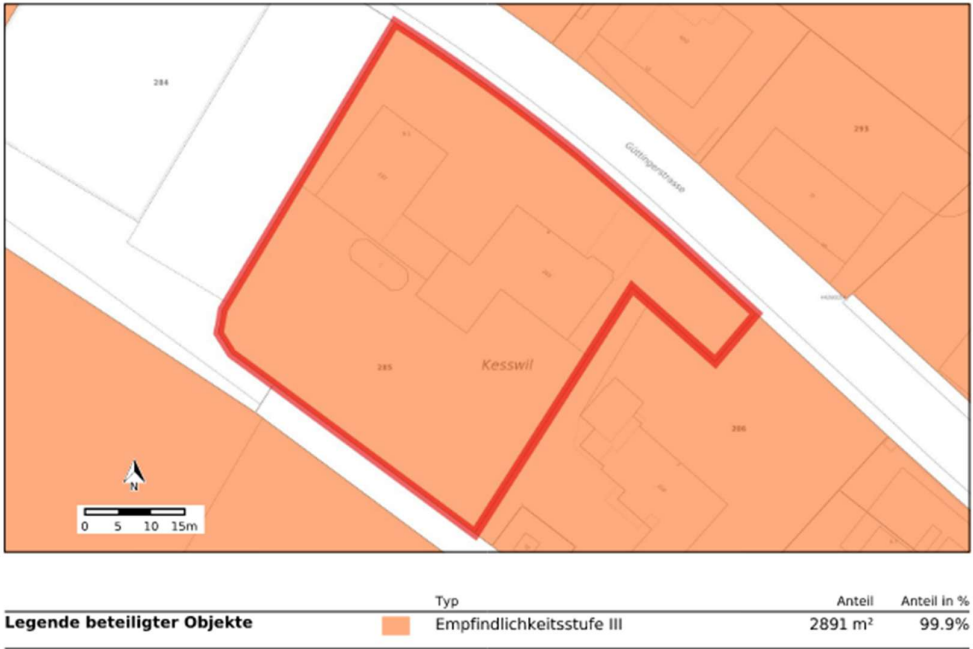 284
293
Güttingerstrasse
Kesswil
285
286
N
0 5 10 15m
Typ Anteil Anteil in %
Legende beteiligter Objekte Empfindlichkeitsstufe III 2891 m² 99.9%